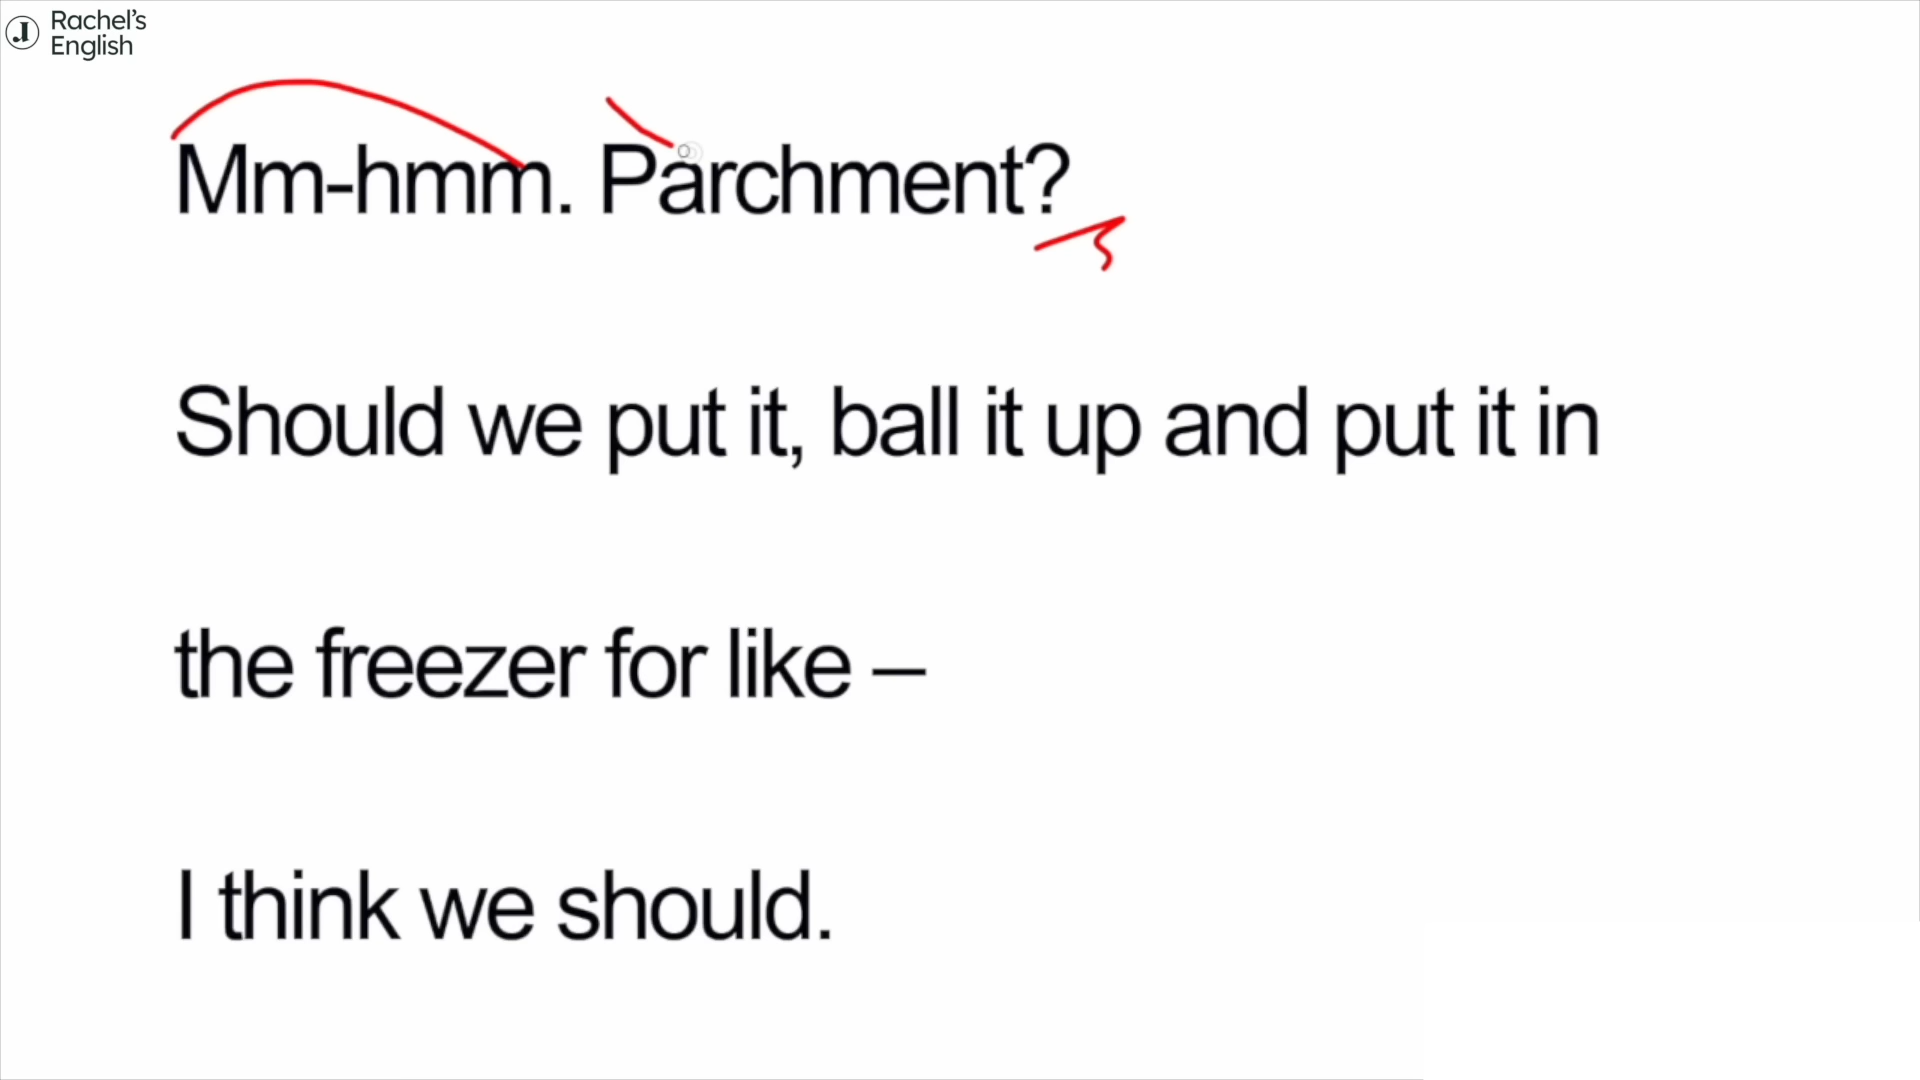 Rachel's
English
Mm-hmm. Parchment?
Should we put it, ball it up and put it in
the freezer for like –
I think we should.